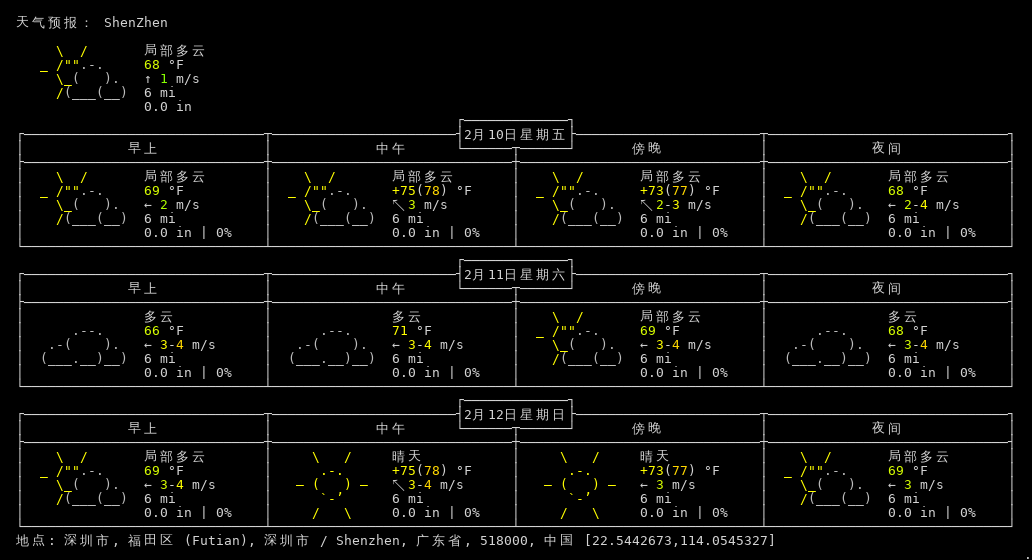 天气预报： ShenZhen
局部多云
68 °F
↑ 1 m/s
6 mi
0.0 in
2月10日星期五
早上 中午 傍晚 夜间
局部多云 局部多云 局部多云 局部多云
69 °F +75(78) °F +73(77) °F 68 °F
← 2 m/s ↖ 3 m/s ↖ 2-3 m/s ← 2-4 m/s
6 mi 6 mi 6 mi 6 mi
0.0 in | 0% 0.0 in | 0% 0.0 in | 0% 0.0 in | 0%
2月11日星期六
早上 中午 傍晚 夜间
多云 多云 局部多云 多云
66 °F 71 °F 69 °F 68 °F
← 3-4 m/s ← 3-4 m/s ← 3-4 m/s ← 3-4 m/s
6 mi 6 mi 6 mi 6 mi
0.0 in | 0% 0.0 in | 0% 0.0 in | 0% 0.0 in | 0%
2月12日星期日
早上 中午 傍晚 夜间
局部多云 晴天 晴天 局部多云
69 °F +75(78) °F +73(77) °F 69 °F
← 3-4 m/s ↖ 3-4 m/s ← 3 m/s ← 3 m/s
6 mi 6 mi 6 mi 6 mi
0.0 in | 0% 0.0 in | 0% 0.0 in | 0% 0.0 in | 0%
地点: 深圳市, 福田区 (Futian), 深圳市 / Shenzhen, 广东省, 518000, 中国 [22.5442673,114.0545327]